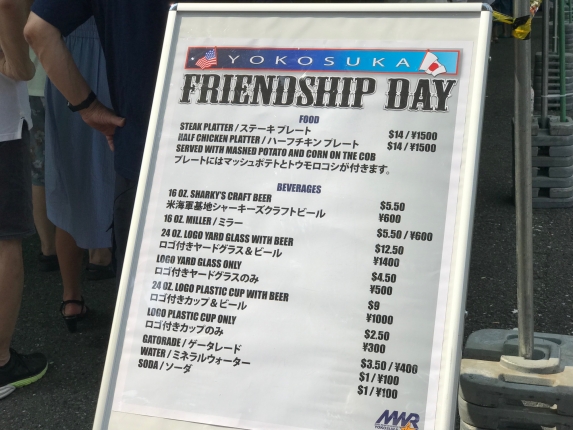 YOKOSUKA
FRIENDSHIP DAY
FOOD
STEAK PLATTER / ステーキ プレート $14 / ¥1500
HALF CHICKEN PLATTER / ハーフチキン プレート $14 / ¥1500
SERVED WITH MASHED POTATO AND CORN ON THE COB
プレートにはマッシュポテトとトウモロコシが付きます。
BEVERAGES
16 OZ. SHARKY'S CRAFT BEER $5.50
米海軍基地シャーキーズクラフトビール ¥600
16 OZ. MILLER / ミラー $5.50 / ¥600
24 OZ. LOGO YARD GLASS WITH BEER $12.50
ロゴ付きヤードグラス＆ビール ¥1400
LOGO YARD GLASS ONLY $4.50
ロゴ付きヤードグラスのみ ¥500
24 OZ. LOGO PLASTIC CUP WITH BEER $9
ロゴ付きカップ＆ビール ¥1000
LOGO PLASTIC CUP ONLY $2.50
ロゴ付きカップのみ ¥300
GATORADE / ゲータレード $3.50 / ¥400
WATER / ミネラルウォーター $1 / ¥100
SODA / ソーダ $1 / ¥100
MWR